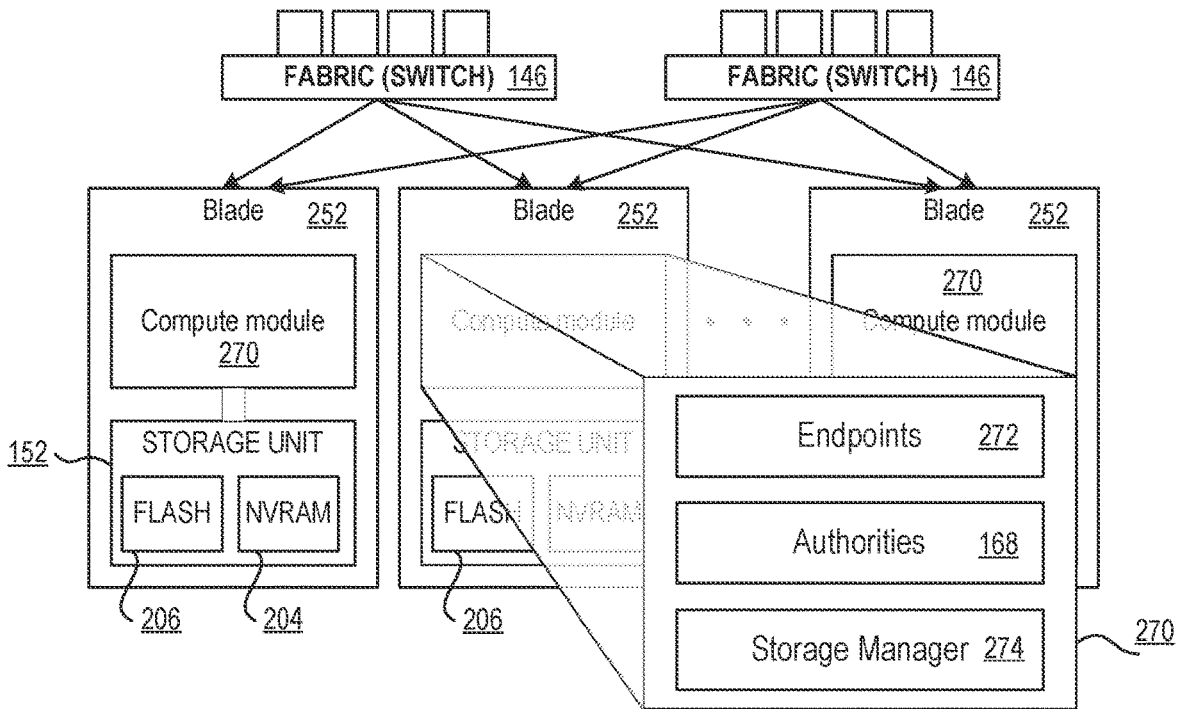 FABRIC (SWITCH) 146
FABRIC (SWITCH) 146
Blade 252
Blade 252
Blade 252
Compute module
270
Compute module
270
Compute module
152
STORAGE UNIT
FLASH
NVRAM
206
204
STORAGE UNIT
FLASH
NVRAM
206
Endpoints 272
Authorities 168
Storage Manager 274
270